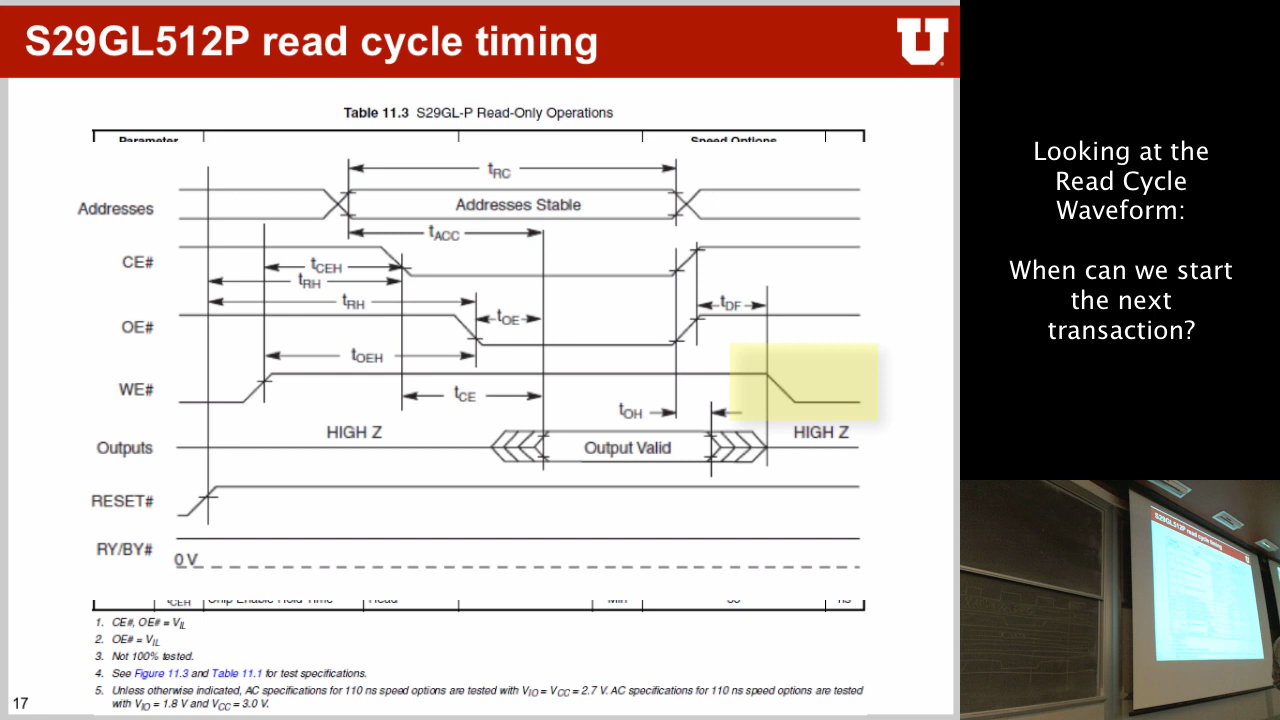 S29GL512P read cycle timing
U
Table 11.3 S29GL-P Read-Only Operations
Parameter
Speed Options
tRC
Addresses
Addresses Stable
tACC
CE#
tCEH
tRH
tRH
tDF
OE#
tOE
tOEH
WE#
tCE
tOH
HIGH Z
HIGH Z
Outputs
Output Valid
RESET#
RY/BY#
0 V
tCEH Chip Enable Hold Time Read Min 35 ns
1. CE#, OE# = VIL
2. OE# = VIL
3. Not 100% tested.
4. See Figure 11.3 and Table 11.1 for test specifications.
5. Unless otherwise indicated, AC specifications for 110 ns speed options are tested with VIO = VCC = 2.7 V. AC specifications for 110 ns speed options are tested
with VIO = 1.8 V and VCC = 3.0 V.
17
Looking at the
Read Cycle
Waveform:
When can we start
the next
transaction?
S29GL512P read cycle timing